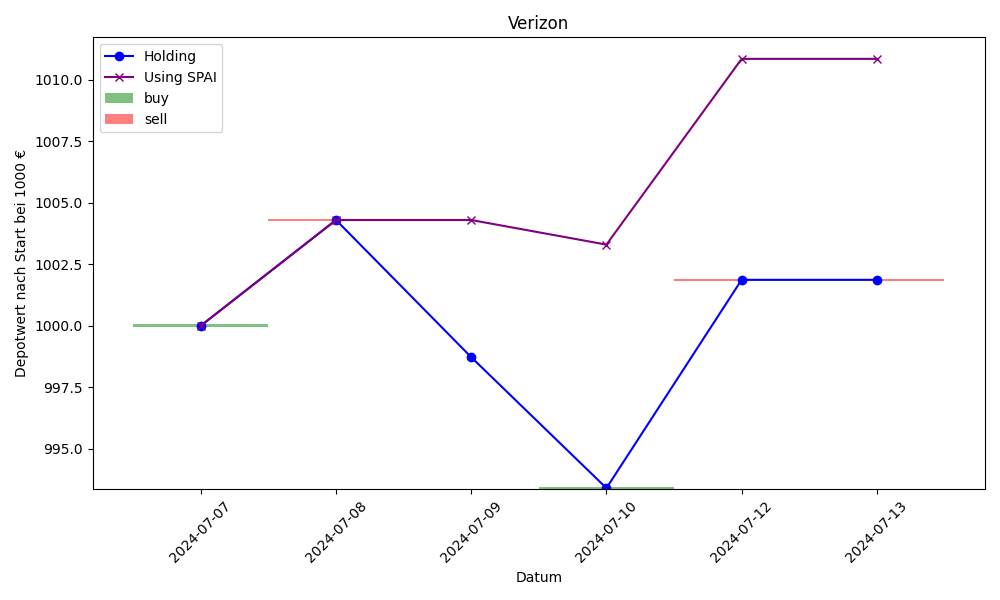 Verizon
Holding
Using SPAI
buy
sell
Depotwert nach Start bei 1000 €
1010.0
1007.5
1005.0
1002.5
1000.0
997.5
995.0
2024-07-07
2024-07-08
2024-07-09
2024-07-10
2024-07-12
2024-07-13
Datum